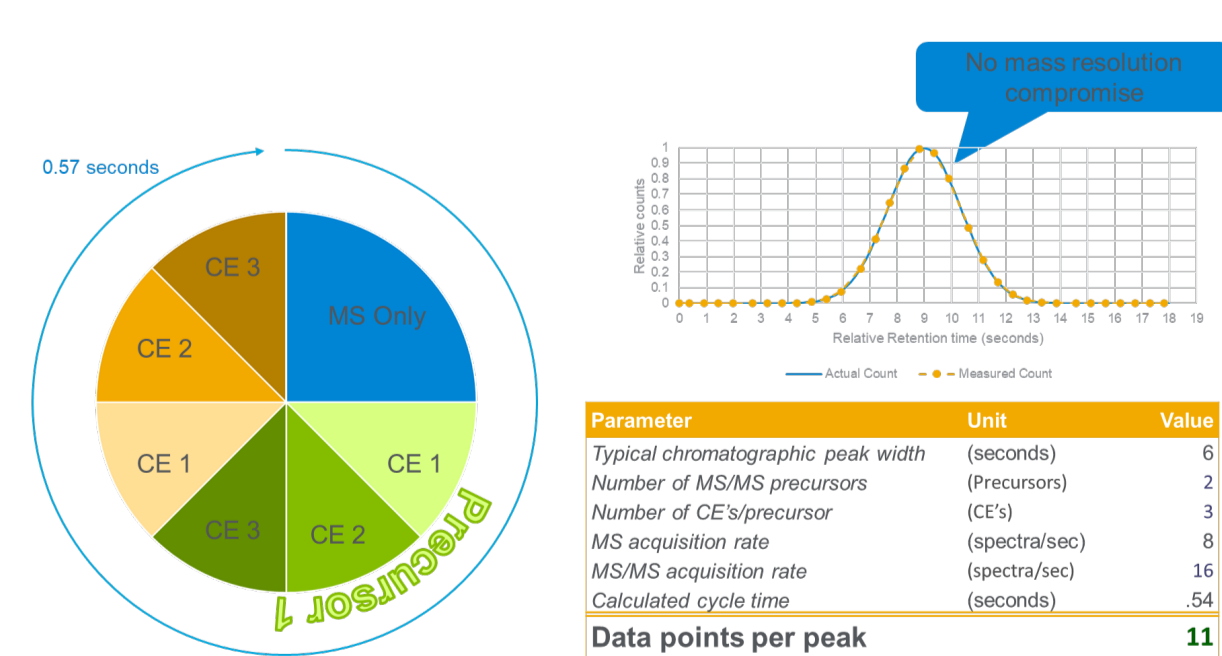 No mass resolution
compromise
0.57 seconds
CE 3
MS Only
CE 2
CE 1
CE 1
CE 3
CE 2
Precursor 1
1
0.9
0.8
0.7
0.6
0.5
0.4
0.3
0.2
0.1
0
Relative counts
0 1 2 3 4 5 6 7 8 9 10 11 12 13 14 15 16 17 18 19
Relative Retention time (seconds)
Actual Count Measured Count
Parameter Unit Value
Typical chromatographic peak width (seconds) 6
Number of MS/MS precursors (Precursors) 2
Number of CE's/precursor (CE's) 3
MS acquisition rate (spectra/sec) 8
MS/MS acquisition rate (spectra/sec) 16
Calculated cycle time (seconds) .54
Data points per peak 11